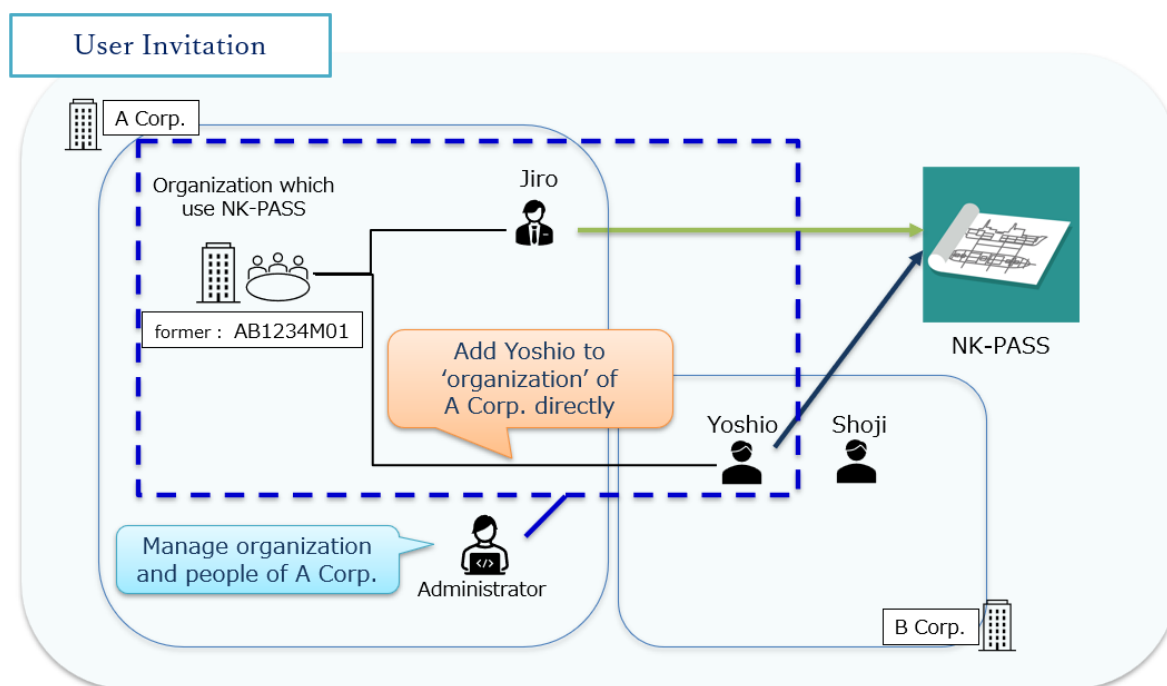 User Invitation
A Corp.
Organization which
use NK-PASS
Jiro
former : AB1234M01
NK-PASS
Add Yoshio to
‘organization’ of
A Corp. directly
Yoshio
Shoji
Manage organization
and people of A Corp.
</>
Administrator
B Corp.